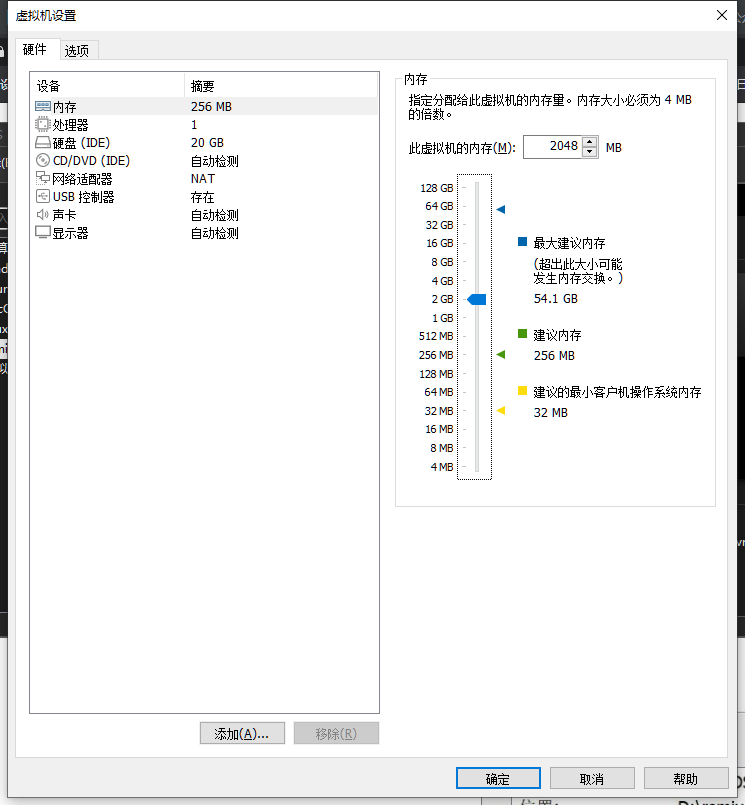 虚拟机设置
硬件 选项
设备 摘要
内存 256 MB
处理器 1
硬盘 (IDE) 20 GB
CD/DVD (IDE) 自动检测
网络适配器 NAT
USB 控制器 存在
声卡 自动检测
显示器 自动检测
添加(A)... 移除(R)
内存
指定分配给此虚拟机的内存量。内存大小必须为 4 MB
的倍数。
此虚拟机的内存(M): 2048 MB
128 GB
64 GB
32 GB
16 GB
8 GB
4 GB
2 GB
1 GB
512 MB
256 MB
128 MB
64 MB
32 MB
16 MB
8 MB
4 MB
最大建议内存
(超出此大小可能
发生内存交换。)
54.1 GB
建议内存
256 MB
建议的最小客户机操作系统内存
32 MB
确定 取消 帮助